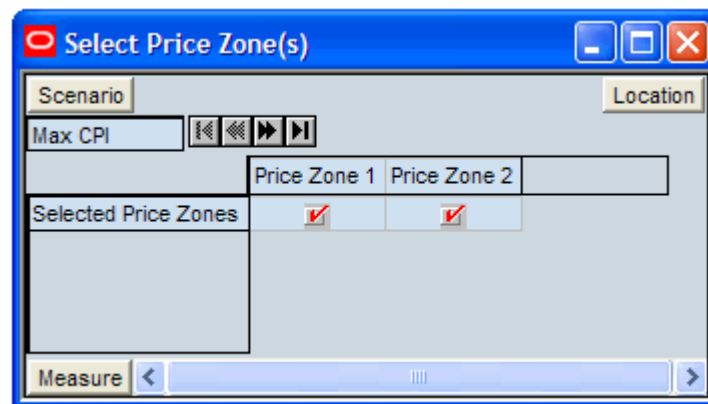 Select Price Zone(s)
Scenario Location
Max CPI
Price Zone 1 Price Zone 2
Selected Price Zones
Measure